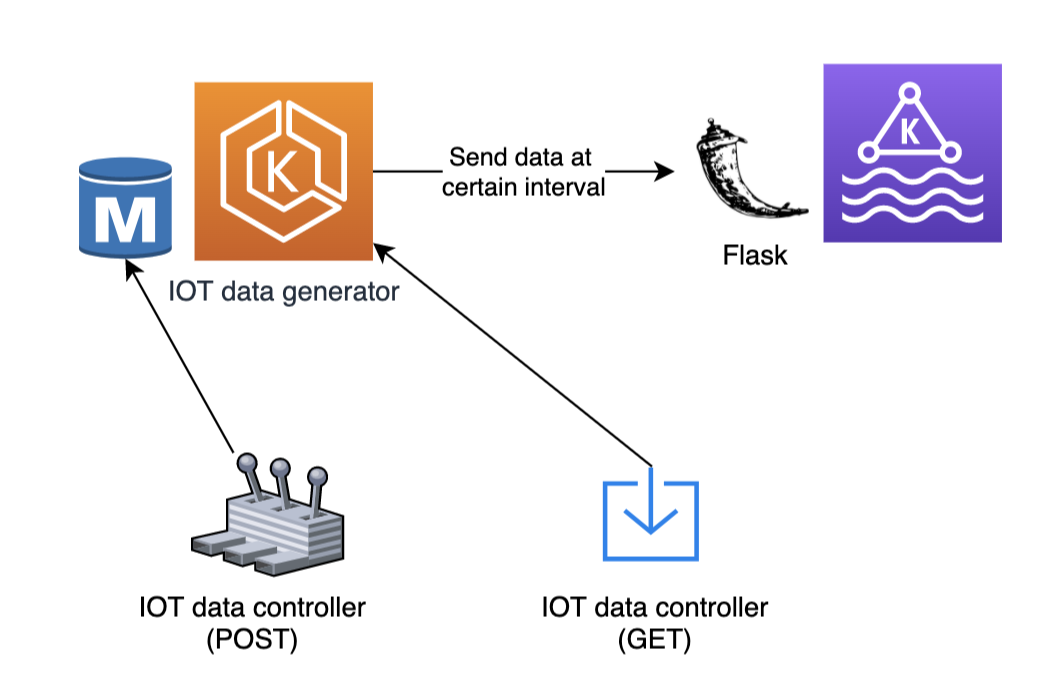 K
Send data at
certain interval
K
M
Flask
IOT data generator
IOT data controller
(POST)
IOT data controller
(GET)